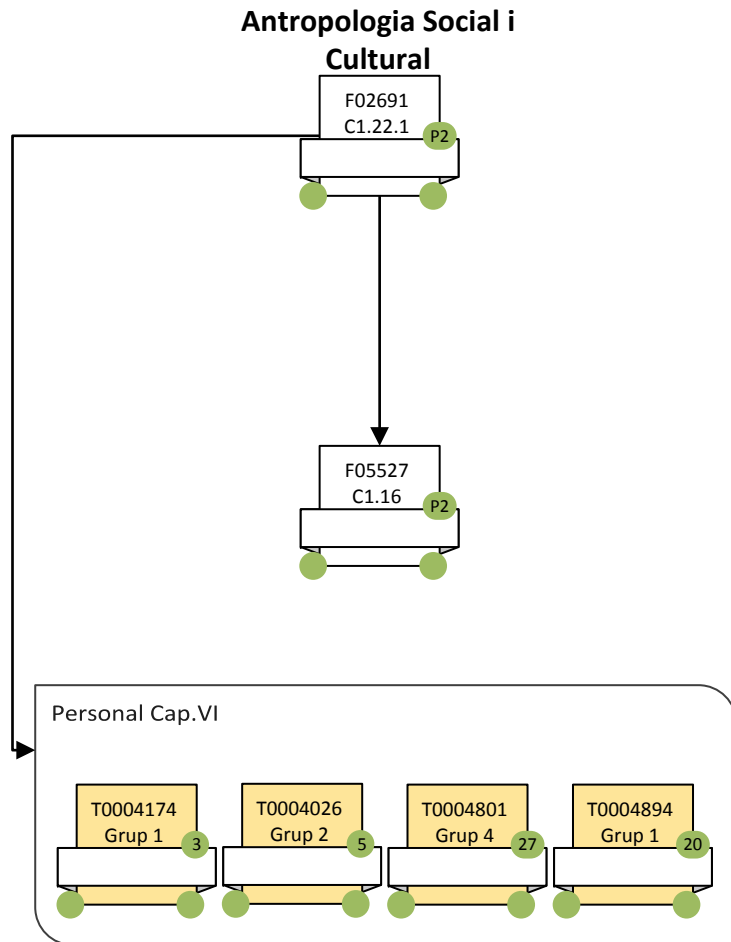 Antropologia Social i
Cultural
F02691
C1.22.1
P2
F05527
C1.16
P2
Personal Cap.VI
T0004174
Grup 1
3
T0004026
Grup 2
5
T0004801
Grup 4
27
T0004894
Grup 1
20